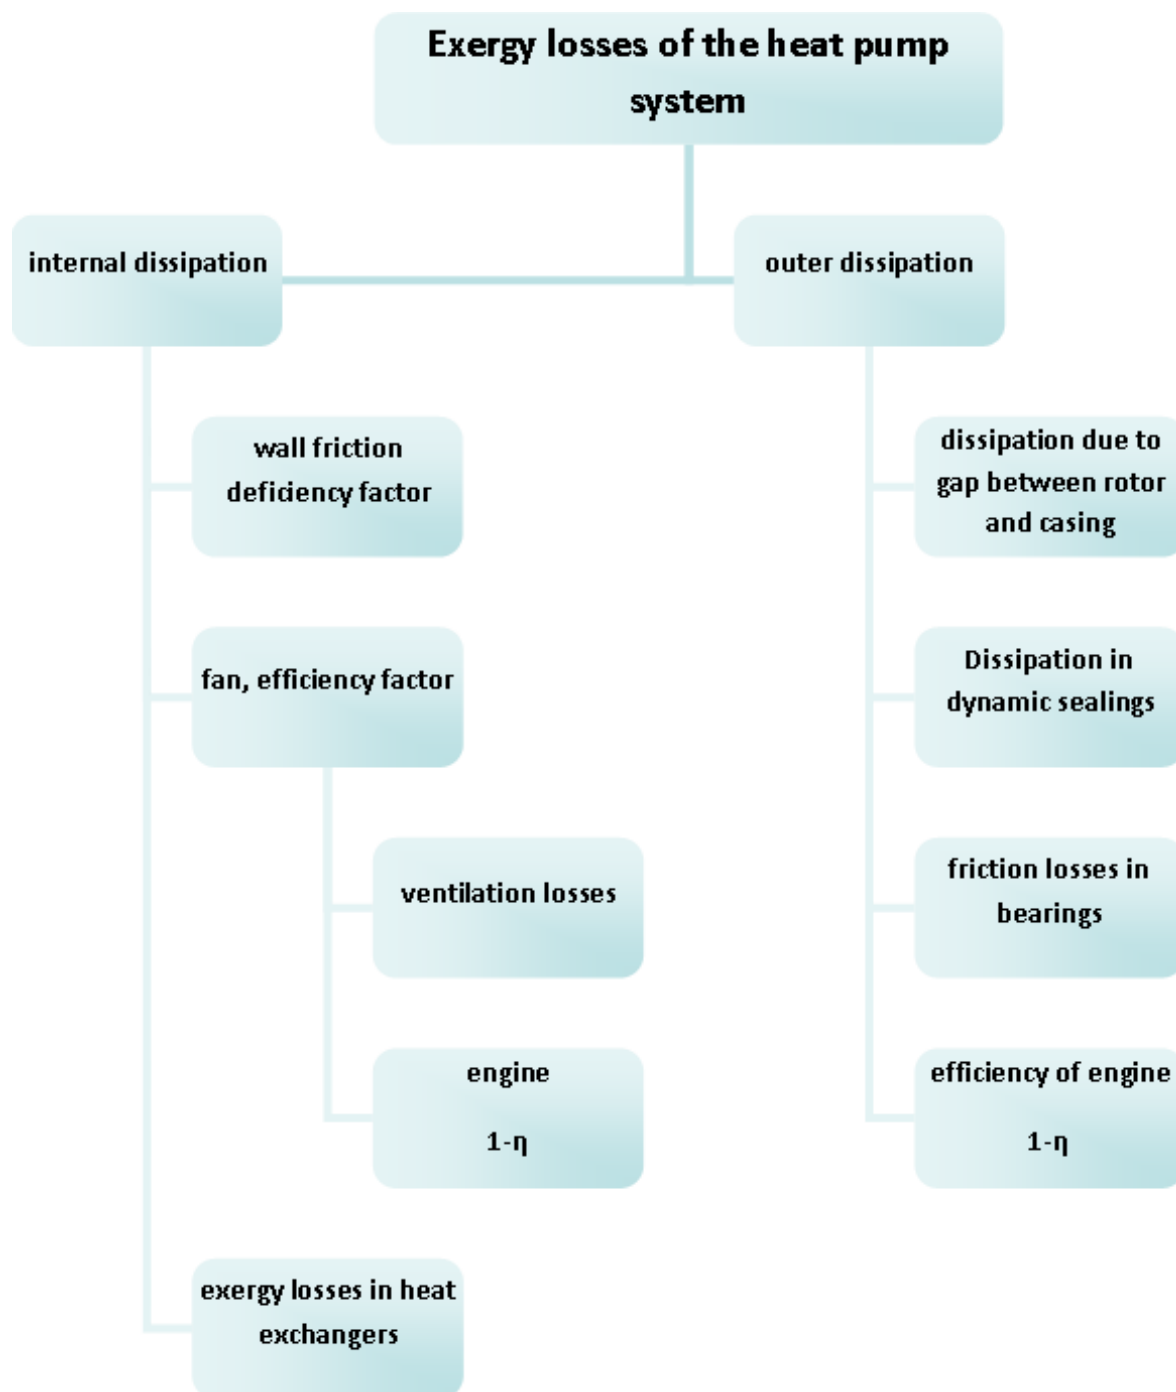 Exergy losses of the heat pump
system
internal dissipation
outer dissipation
wall friction
deficiency factor
fan, efficiency factor
ventilation losses
engine
1-η
exergy losses in heat
exchangers
dissipation due to
gap between rotor
and casing
Dissipation in
dynamic sealings
friction losses in
bearings
efficiency of engine
1-η